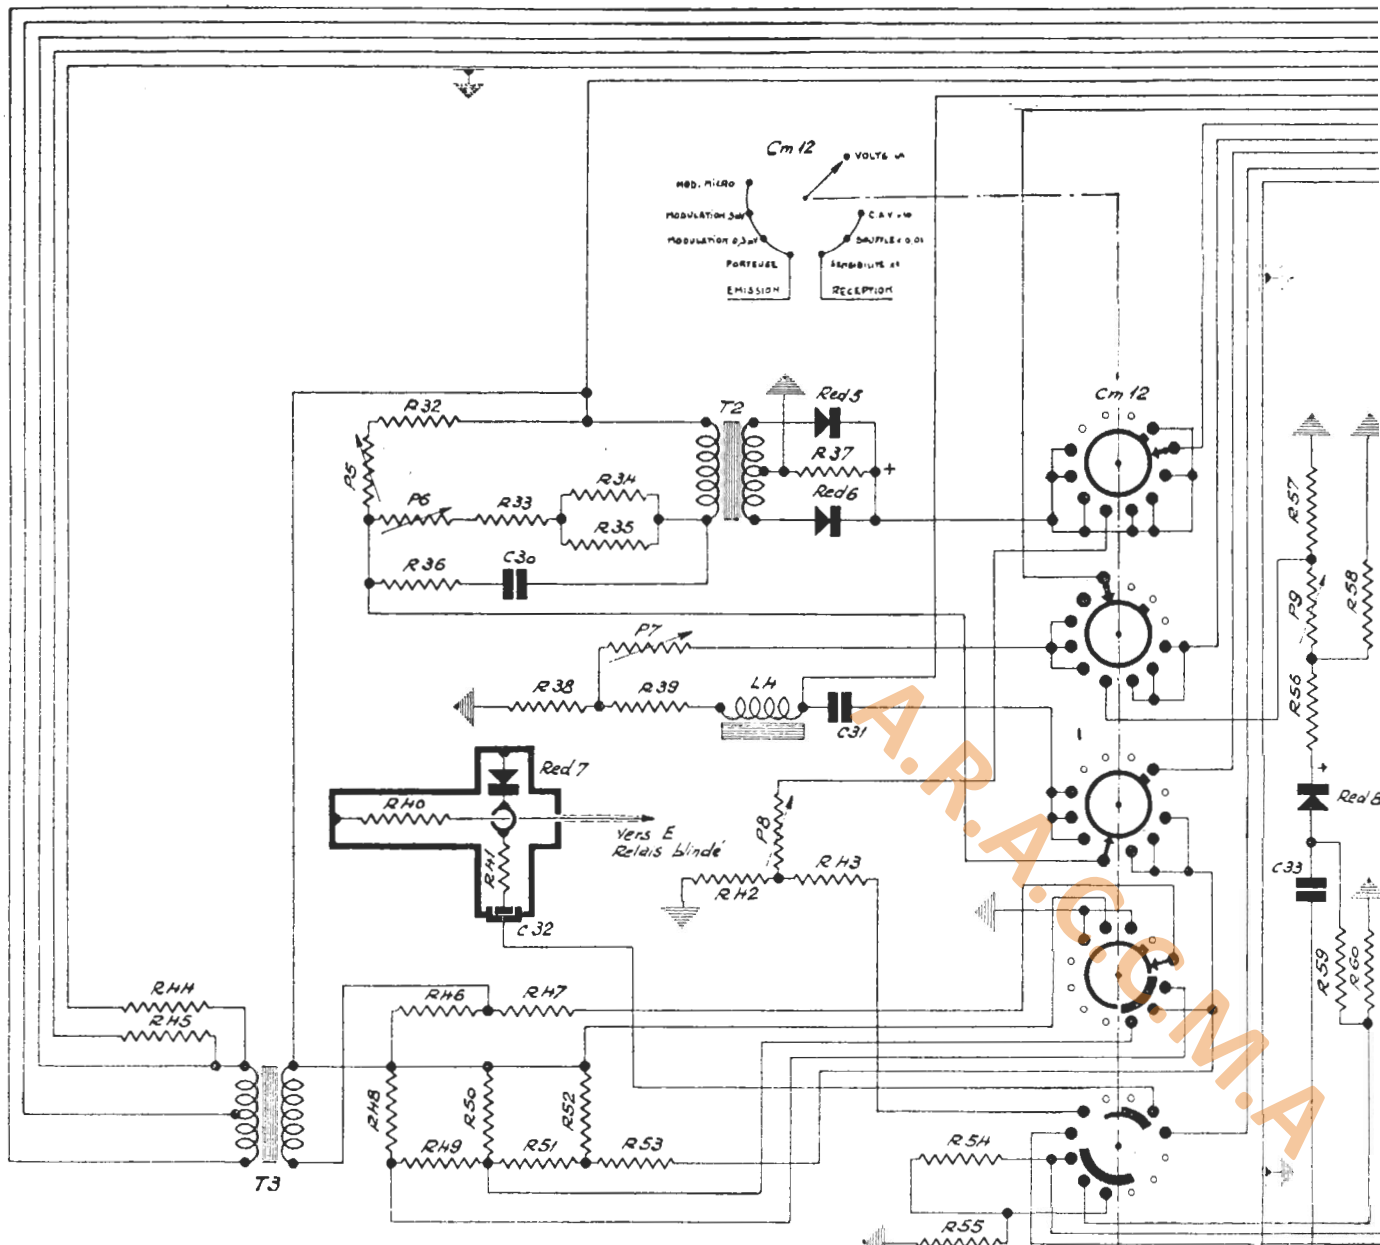 Cm 12
VOLTS
MOD. MICRO
MODULATION
C.A.V.
MODULATION
SOUFFLE
PORTEUSE
SENSIBILITE
EMISSION
RECEPTION
Cm 12
R32
T2
Red 5
P5
R37
+
R34
P6
R33
Red 6
R35
R57
C30
R36
R58
P9
P7
L4
R38
R39
R56
C31
Red 7
+
R40
Red 8
Vers E
Relais blindé
P8
R41
R43
R42
C33
C32
R59
R60
R44
R46
R47
R45
R48
R50
R52
R49
R51
R53
R54
T3
R55
A.R.A.C.C.M.A